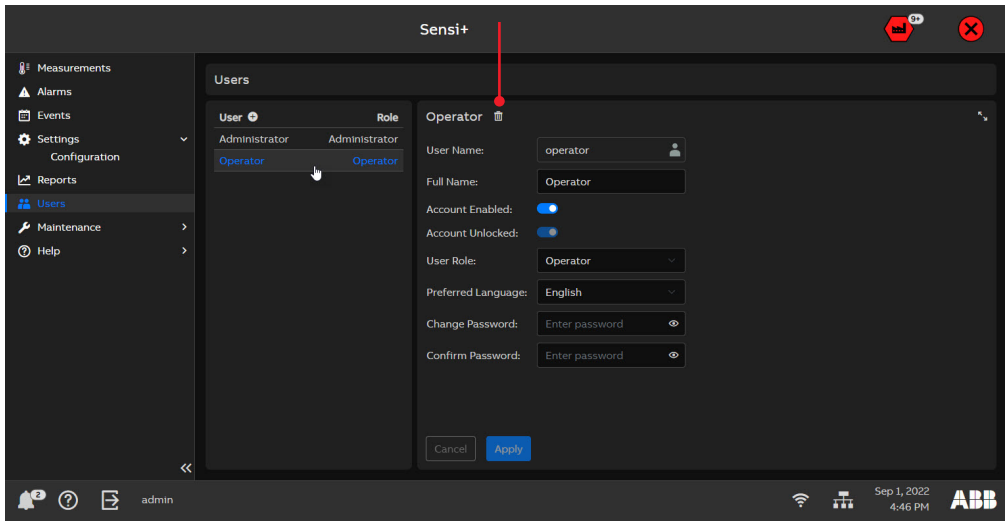 Sensi+
9+
Measurements
Alarms
Events
Settings
Configuration
Reports
Users
Maintenance
Help
Users
User Role
Administrator Administrator
Operator Operator
Operator
User Name: operator
Full Name: Operator
Account Enabled:
Account Unlocked:
User Role: Operator
Preferred Language: English
Change Password: Enter password
Confirm Password: Enter password
Cancel Apply
2 admin
Sep 1, 2022
4:46 PM
ABB